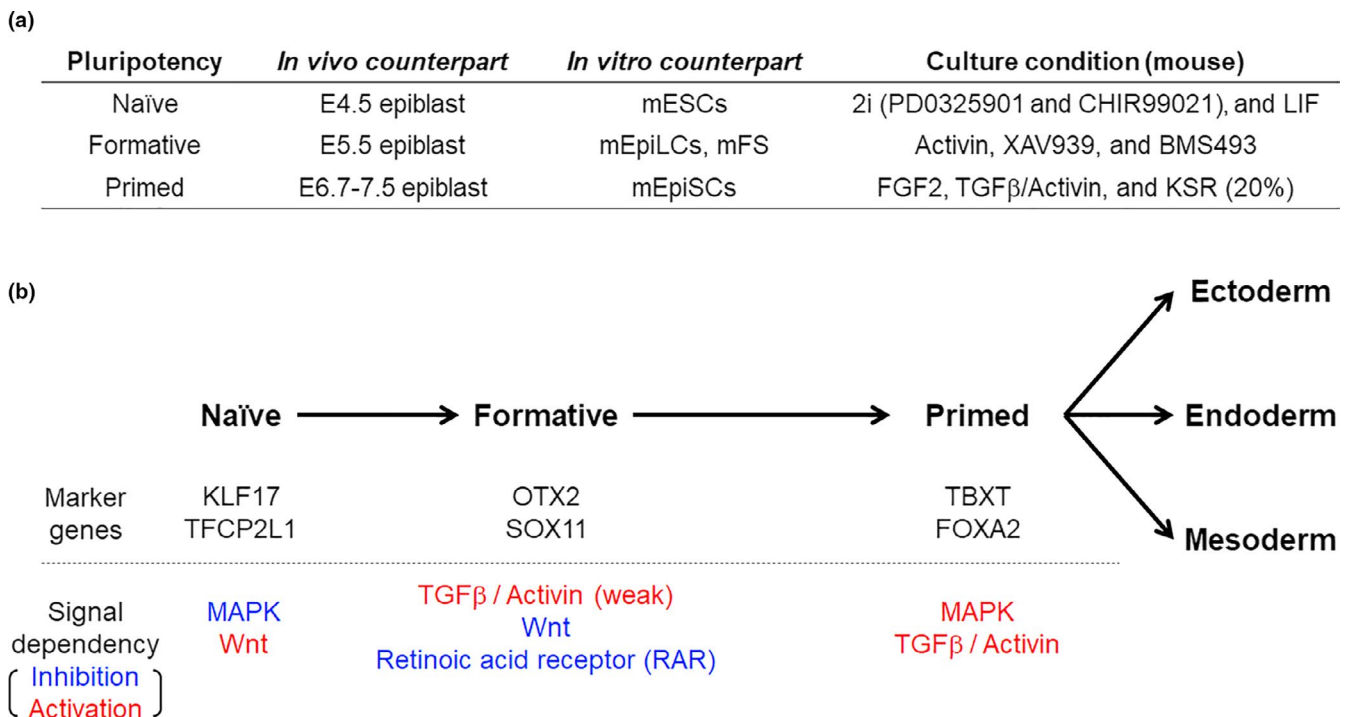 (a)
Pluripotency In vivo counterpart In vitro counterpart Culture condition (mouse)
Naïve E4.5 epiblast mESCs 2i (PD0325901 and CHIR99021), and LIF
Formative E5.5 epiblast mEpiLCs, mFS Activin, XAV939, and BMS493
Primed E6.7-7.5 epiblast mEpiSCs FGF2, TGFβ/Activin, and KSR (20%)
(b)
Ectoderm
Naïve Formative Primed Endoderm
Mesoderm
Marker genes
KLF17 OTX2 TBXT
TFCP2L1 SOX11 FOXA2
Signal dependency
Inhibition
Activation
MAPK
Wnt
TGFβ / Activin (weak)
Wnt
Retinoic acid receptor (RAR)
MAPK
TGFβ / Activin